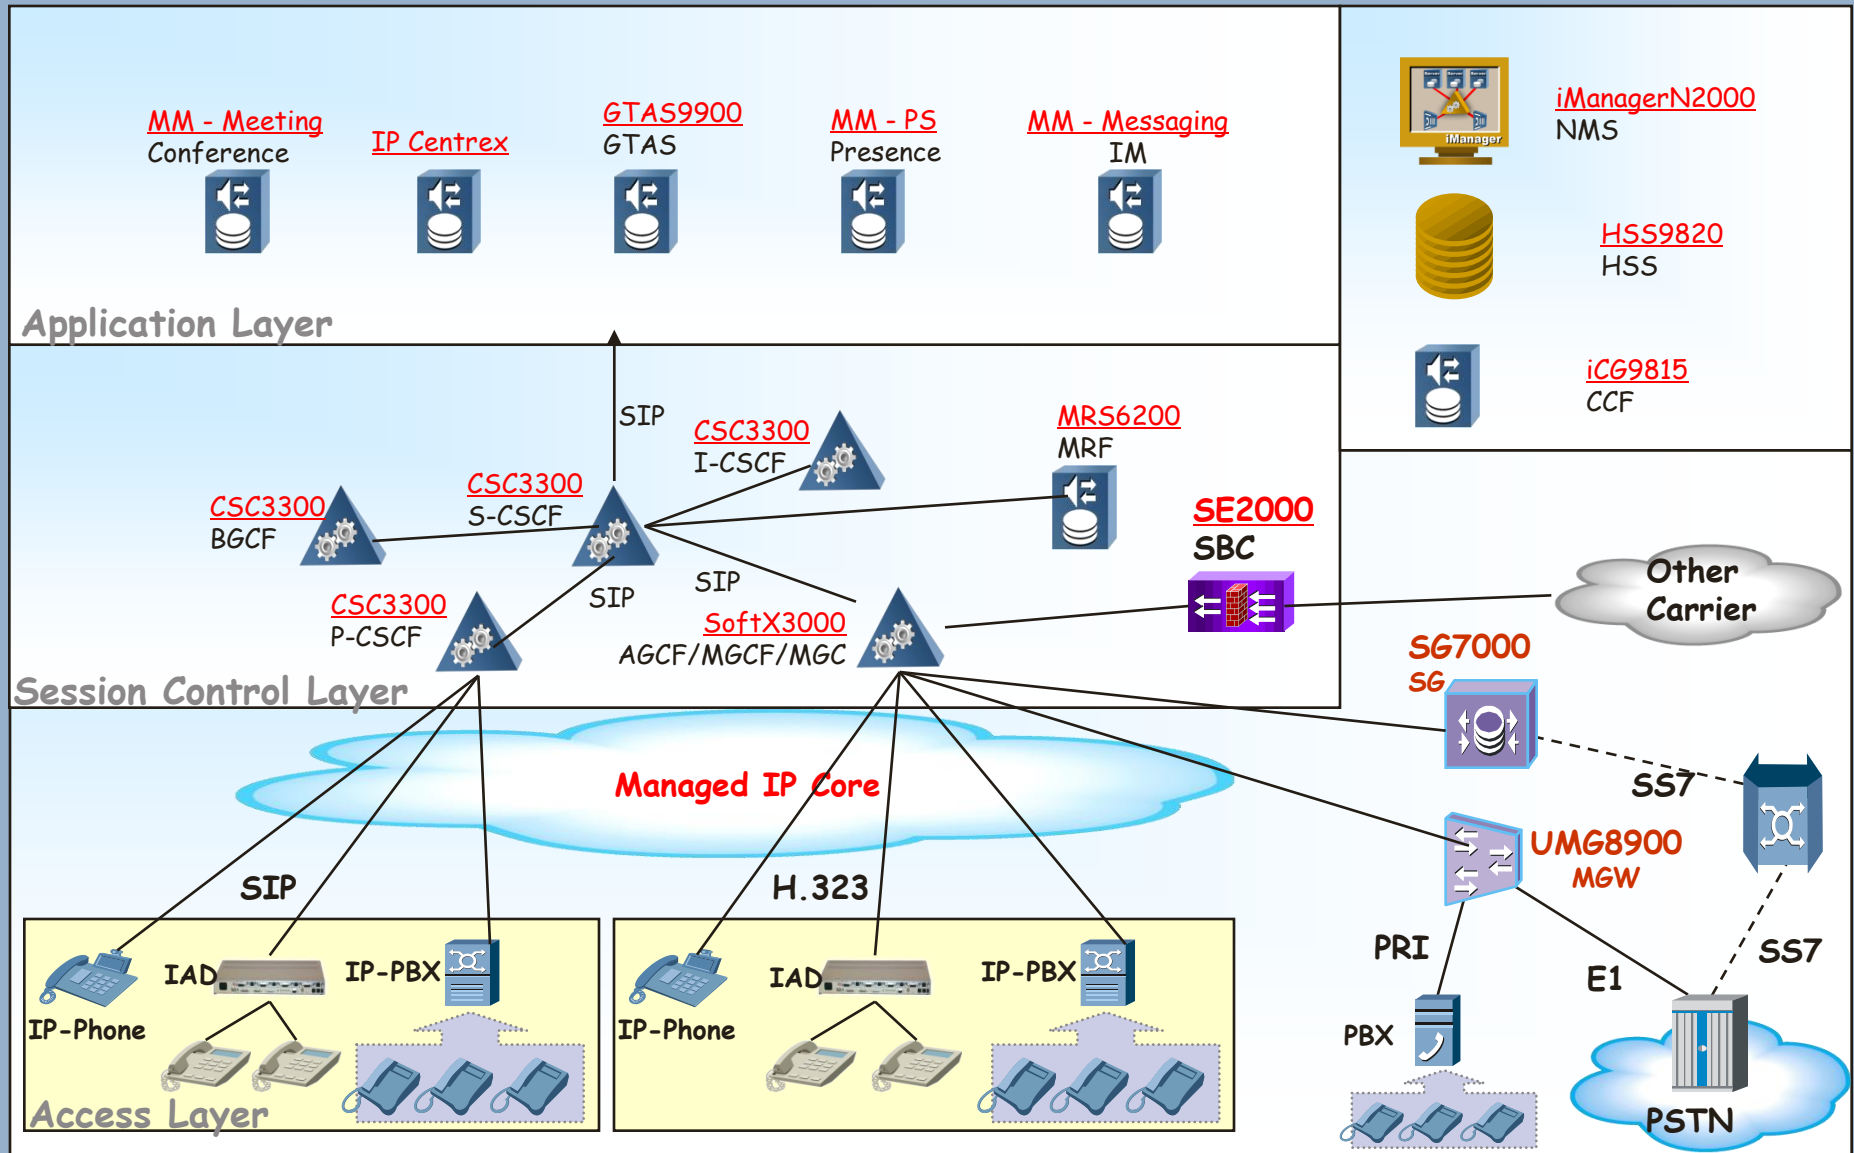 MM - Meeting
Conference
IP Centrex
GTAS9900
GTAS
MM - PS
Presence
MM - Messaging
IM
Application Layer
iManager
iManagerN2000
NMS
HSS9820
HSS
iCG9815
CCF
SIP
CSC3300
I-CSCF
MRS6200
MRF
CSC3300
S-CSCF
CSC3300
BGCF
SE2000
SBC
SIP
SIP
CSC3300
P-CSCF
SoftX3000
AGCF/MGCF/MGC
Other
Carrier
Session Control Layer
SG7000
SG
Managed IP Core
SS7
UMG8900
MGW
SIP
H.323
PRI
SS7
E1
IAD
IP-PBX
IP-Phone
IAD
IP-PBX
IP-Phone
PBX
Access Layer
PSTN